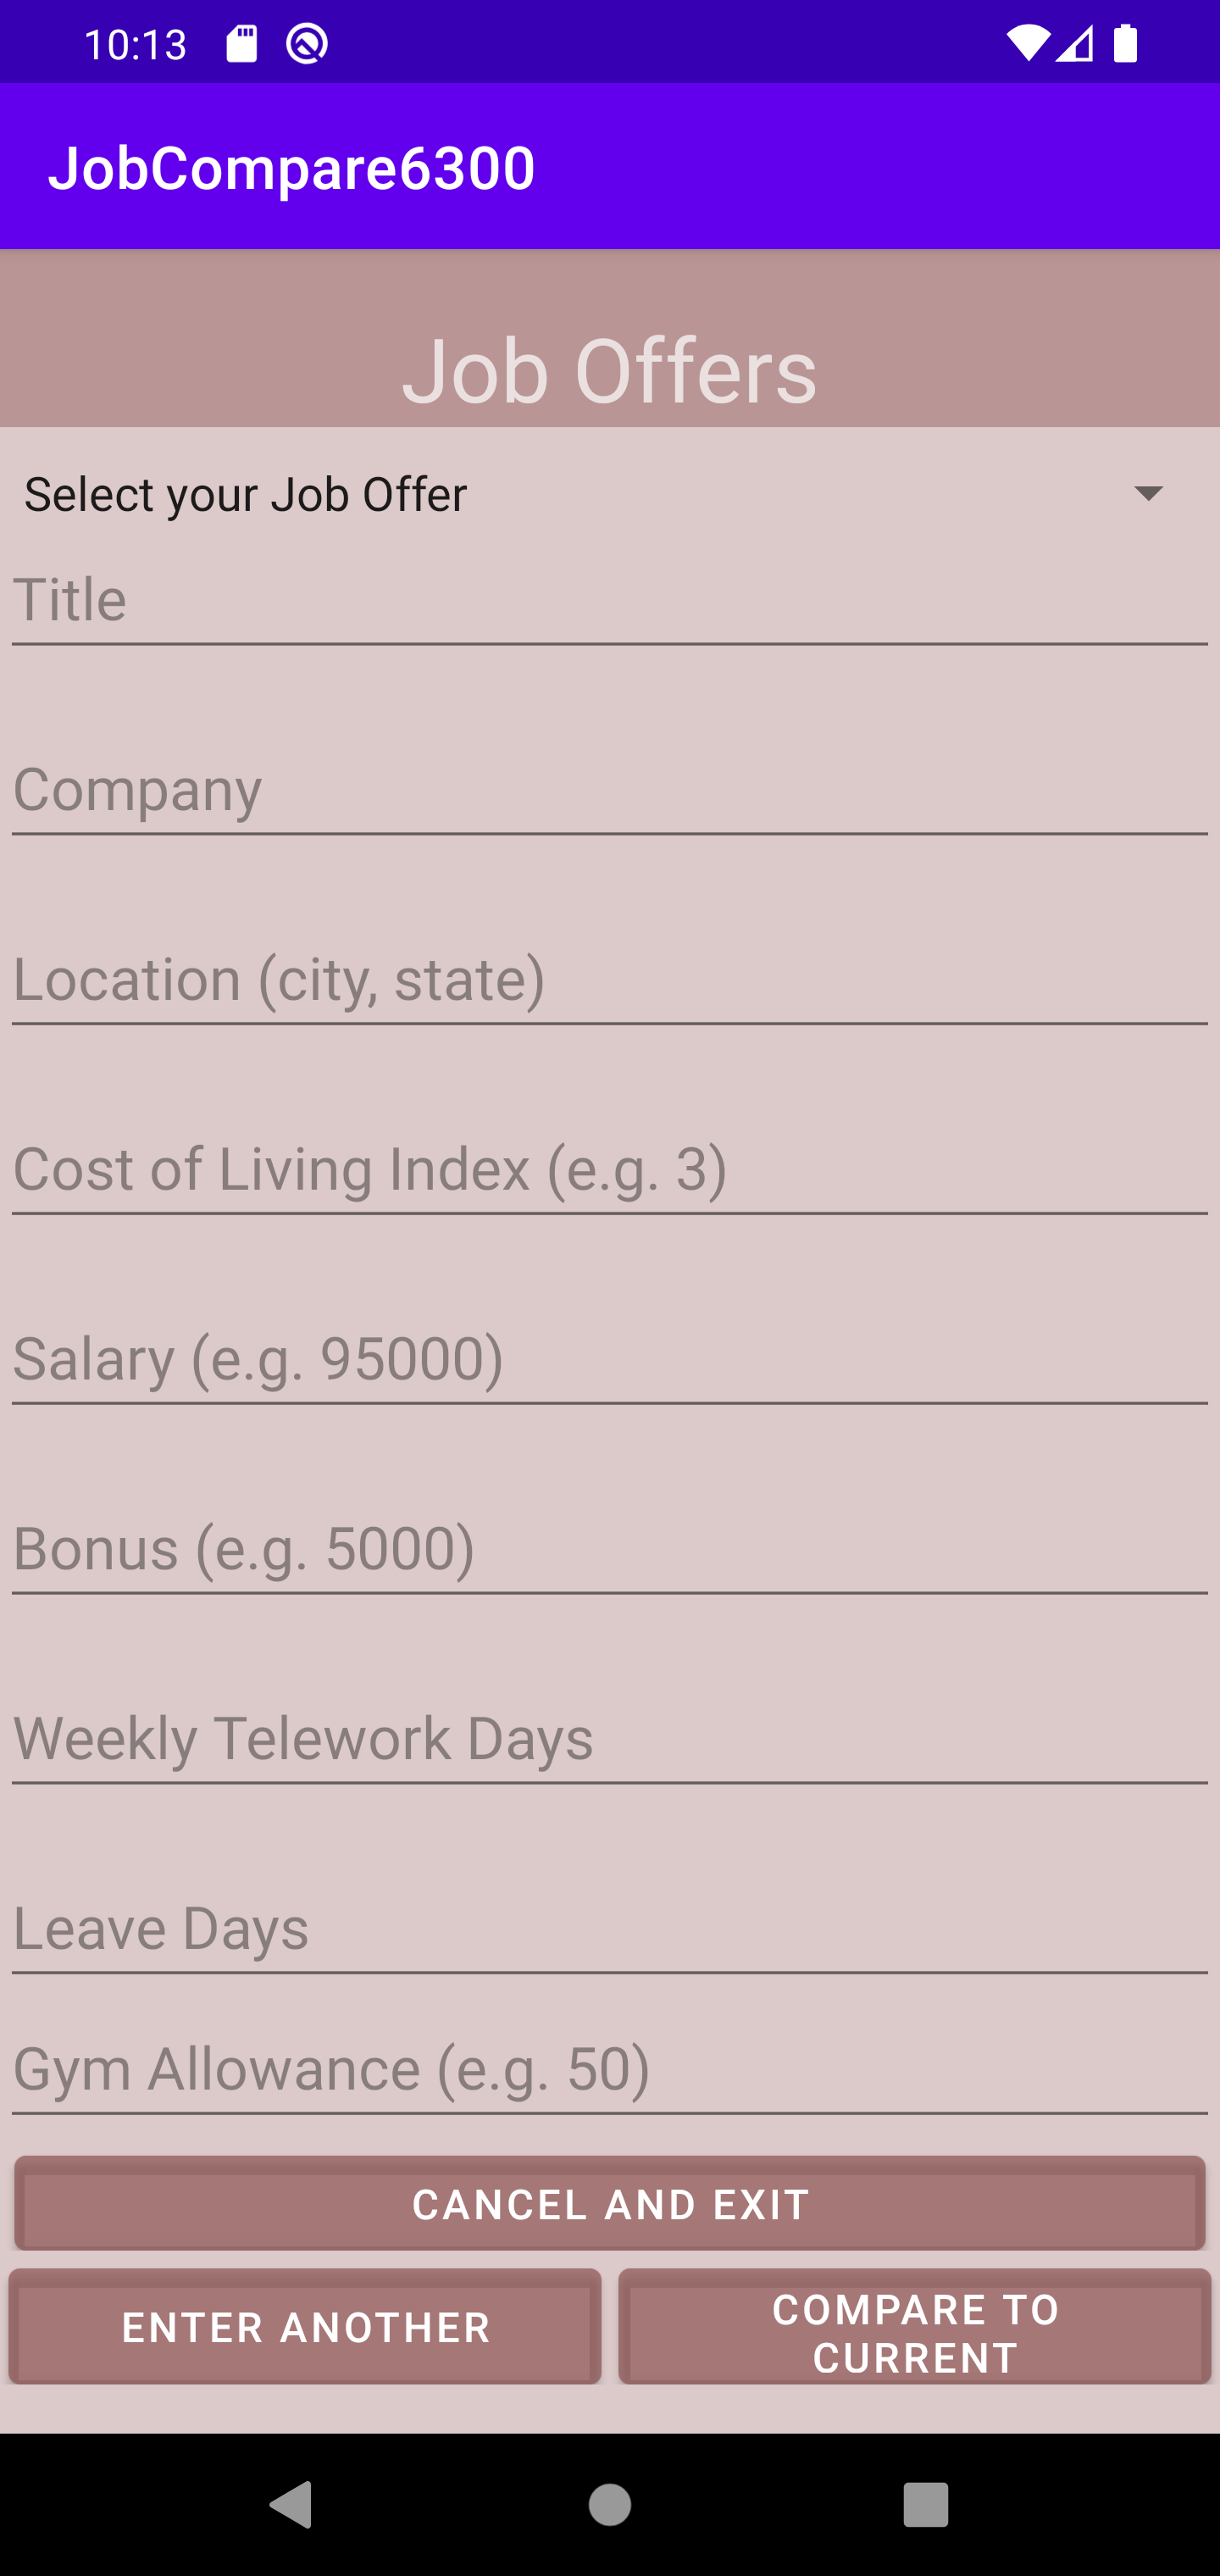 10:13
JobCompare6300
Job Offers
Select your Job Offer
Title
Company
Location (city, state)
Cost of Living Index (e.g. 3)
Salary (e.g. 95000)
Bonus (e.g. 5000)
Weekly Telework Days
Leave Days
Gym Allowance (e.g. 50)
CANCEL AND EXIT
ENTER ANOTHER
COMPARE TO
CURRENT